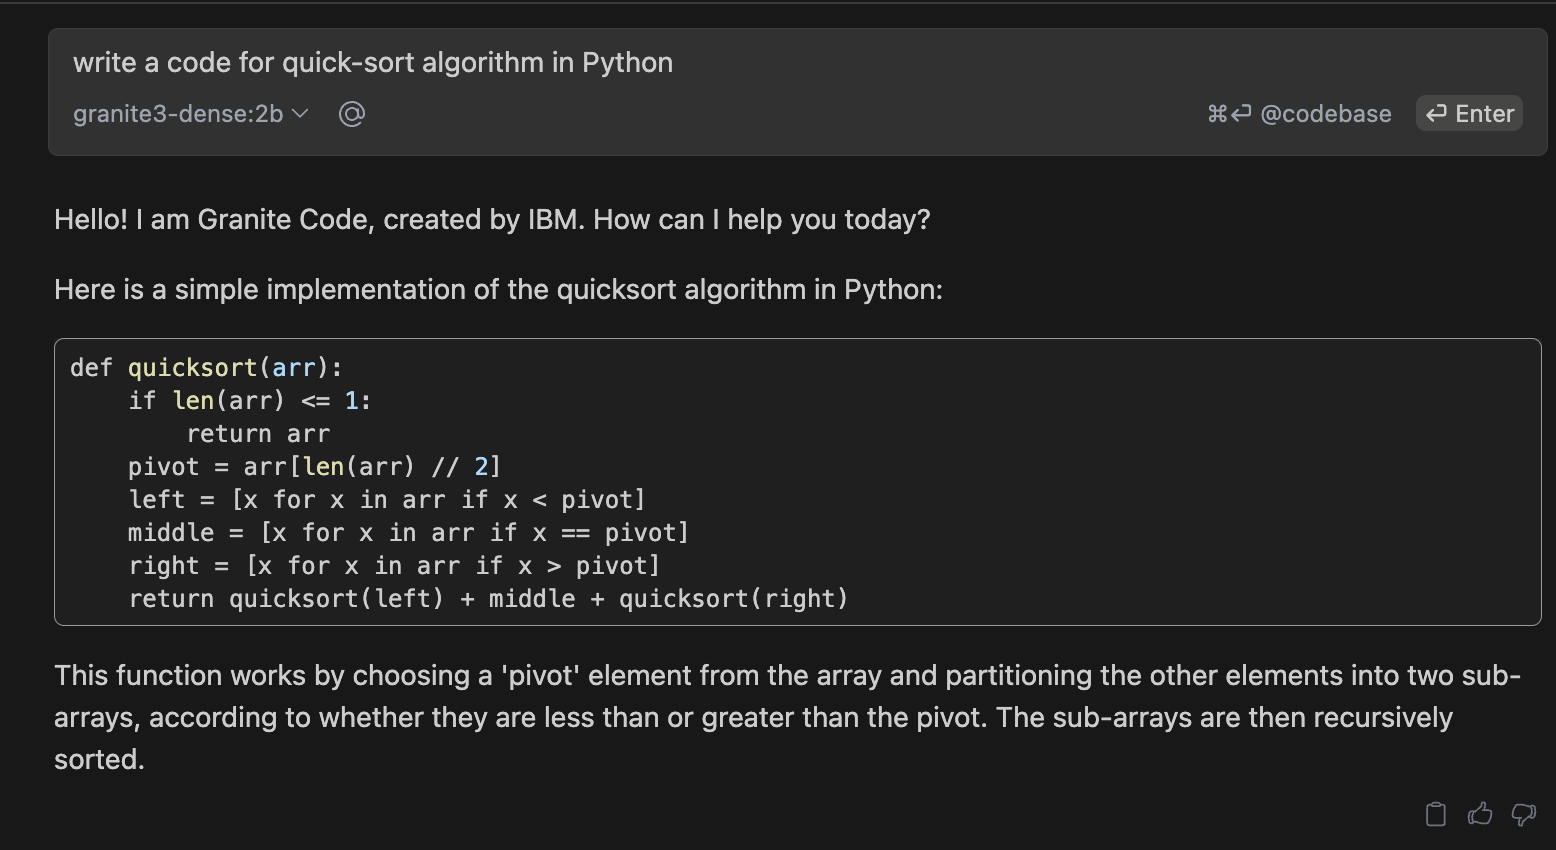 write a code for quick-sort algorithm in Python
granite3-dense:2b @ ⌘⏎ @codebase ⏎ Enter
Hello! I am Granite Code, created by IBM. How can I help you today?
Here is a simple implementation of the quicksort algorithm in Python:
def quicksort(arr):
    if len(arr) <= 1:
        return arr
    pivot = arr[len(arr) // 2]
    left = [x for x in arr if x < pivot]
    middle = [x for x in arr if x == pivot]
    right = [x for x in arr if x > pivot]
    return quicksort(left) + middle + quicksort(right)
This function works by choosing a 'pivot' element from the array and partitioning the other elements into two sub-
arrays, according to whether they are less than or greater than the pivot. The sub-arrays are then recursively
sorted.